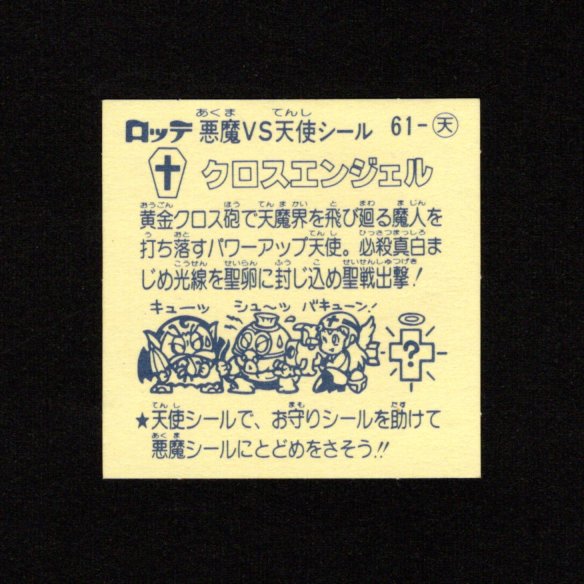 ロッテ 悪魔VS天使シール 61-天
クロスエンジェル
黄金クロス砲で天魔界を飛び廻る魔人を
打ち落すパワーアップ天使。必殺真白ま
じめ光線を聖卵に封じ込め聖戦出撃!
キューッ シュ〜ッ バキューン!
?
★天使シールで、お守りシールを助けて
悪魔シールにとどめをさそう!!